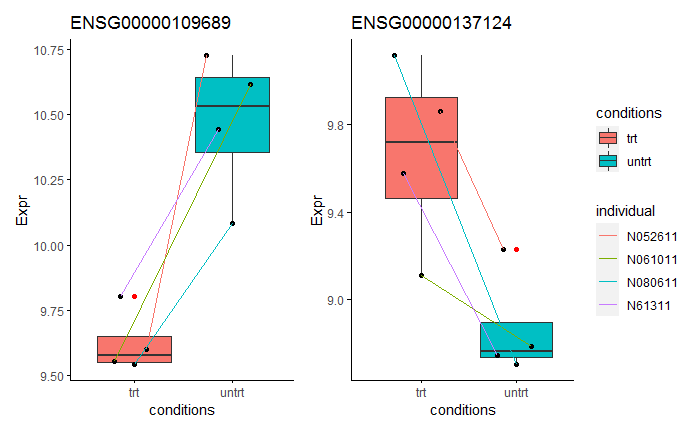 ENSG00000109689
Expr
10.75
10.50
10.25
10.00
9.75
9.50
trt
untrt
conditions
ENSG00000137124
Expr
9.8
9.4
9.0
trt
untrt
conditions
conditions
trt
untrt
individual
N052611
N061011
N080611
N61311